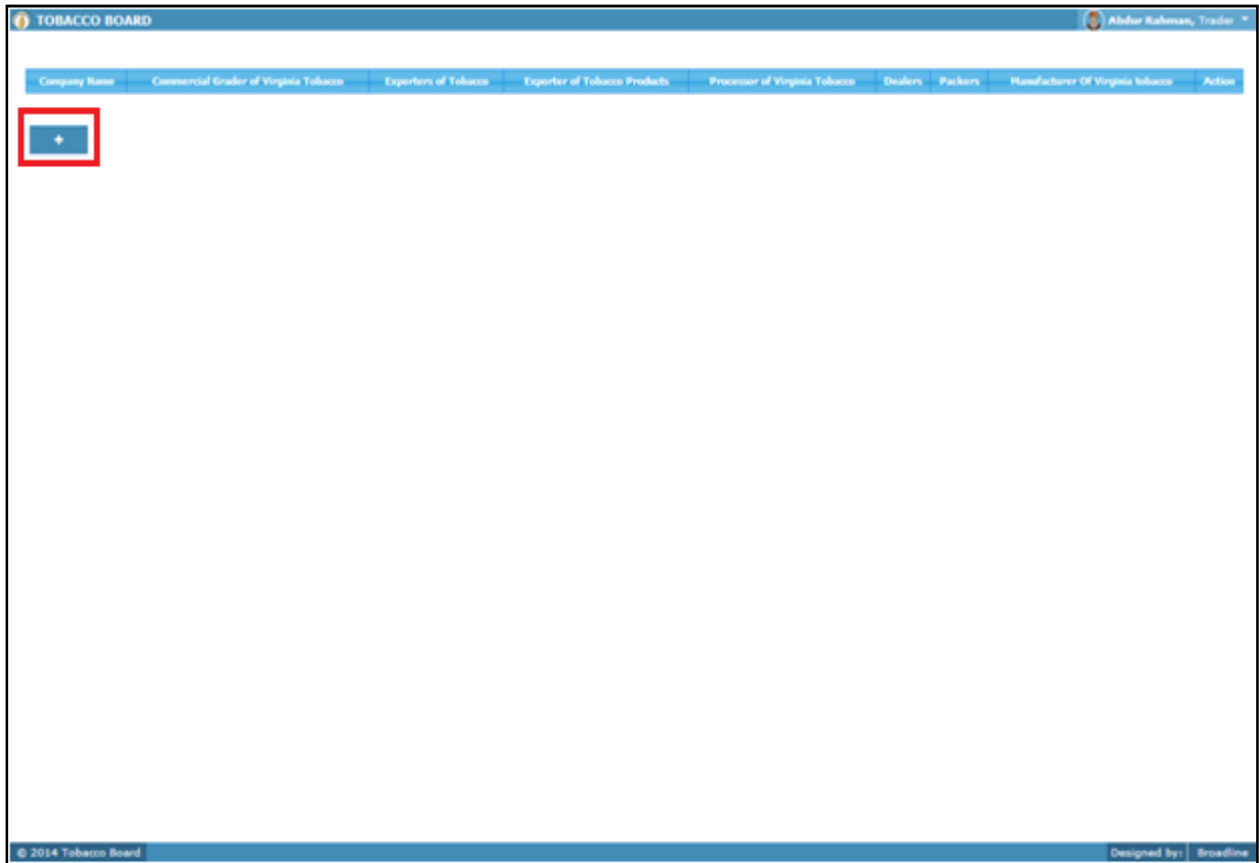 TOBACCO BOARD Abdur Rahman, Trader
Company Name Commercial Grader of Virginia Tobacco Exporters of Tobacco Exporter of Tobacco Products Processor of Virginia Tobacco Dealers Packers Manufacturer Of Virginia tobacco Action
+
© 2014 Tobacco Board Designed by: Broadline